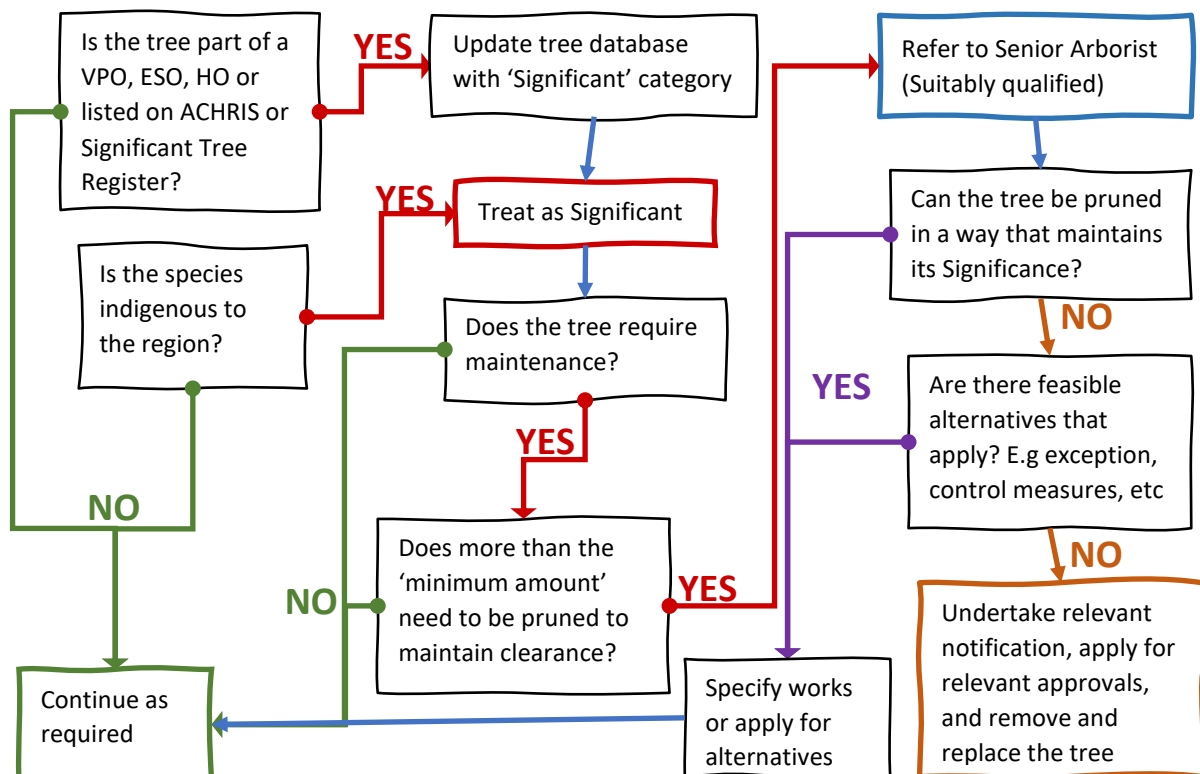 Is the tree part of a
VPO, ESO, HO or
listed on ACHRIS or
Significant Tree
Register?
YES
Update tree database
with ‘Significant’ category
Refer to Senior Arborist
(Suitably qualified)
YES
Treat as Significant
Can the tree be pruned
in a way that maintains
its Significance?
Is the species
indigenous to
the region?
NO
Does the tree require
maintenance?
YES
Are there feasible
alternatives that
apply? E.g exception,
control measures, etc
YES
NO
NO
Does more than the
‘minimum amount’
need to be pruned to
maintain clearance?
NO
YES
Undertake relevant
notification, apply for
relevant approvals,
and remove and
replace the tree
Continue as
required
Specify works
or apply for
alternatives